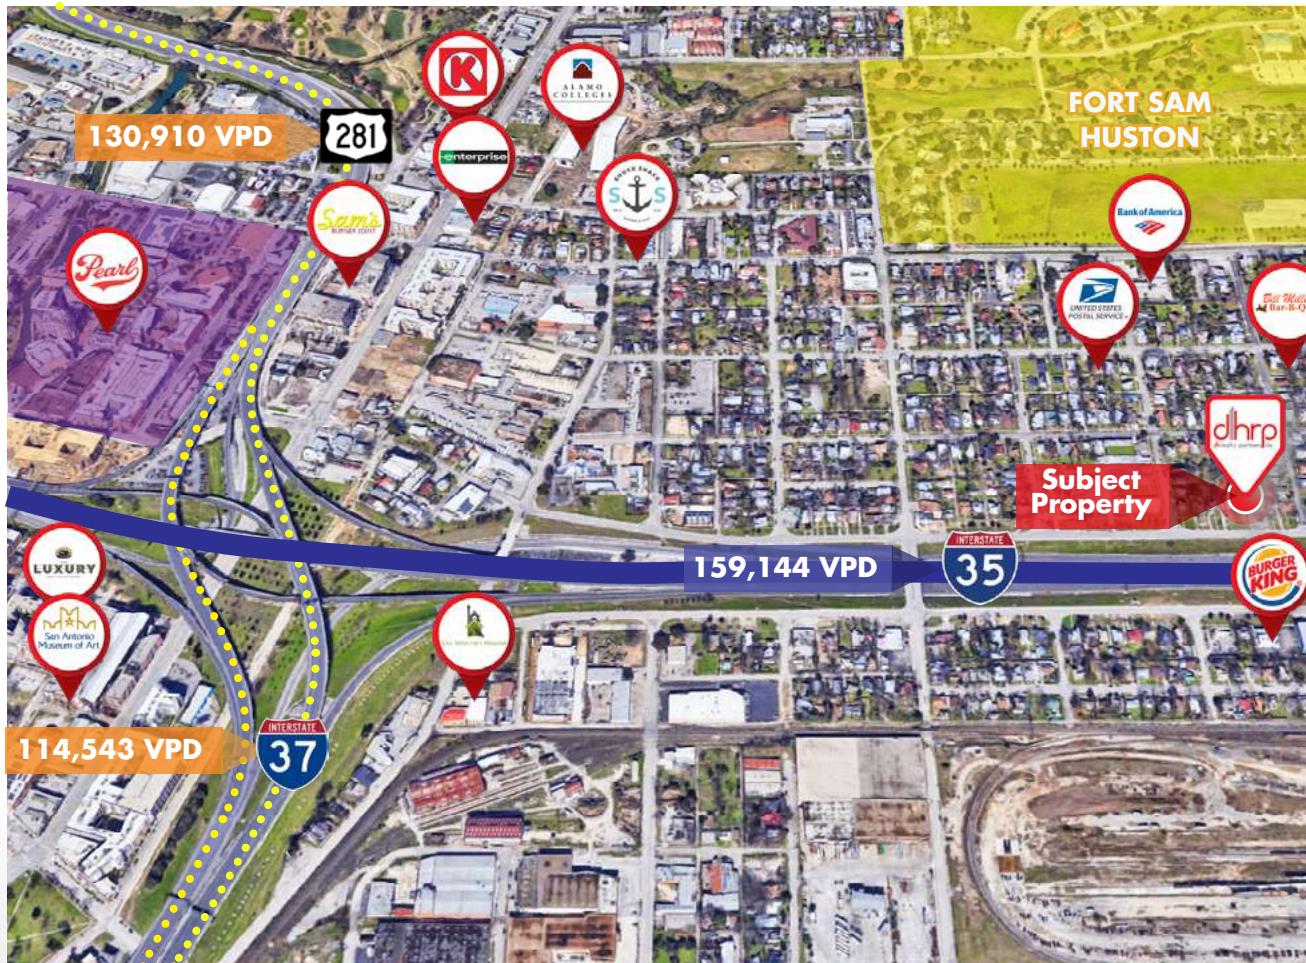 ALAMO
COLLEGES
FORT SAM
HUSTON
130,910 VPD
281
enterprise
K
SHUCK SHACK
S S
Sam's
BURGER JOINT
Bank of America
Pearl
UNITED STATES
POSTAL SERVICE
Bill Mill
Bar-B-Q
dhrp
Subject
Property
INTERSTATE
35
159,144 VPD
LUXURY
BURGER
KING
San Antonio
Museum of Art
INTERSTATE
37
114,543 VPD